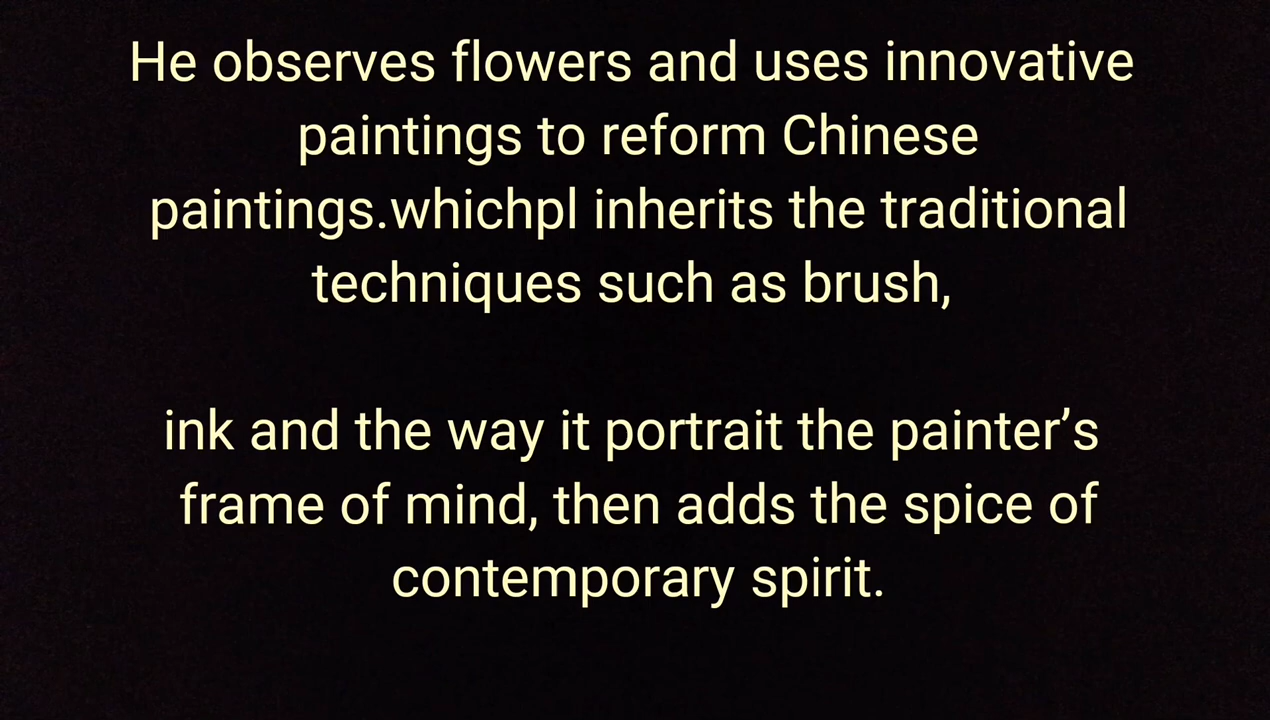 He observes flowers and uses innovative
paintings to reform Chinese
paintings.whichpl inherits the traditional
techniques such as brush,
ink and the way it portrait the painter’s
frame of mind, then adds the spice of
contemporary spirit.